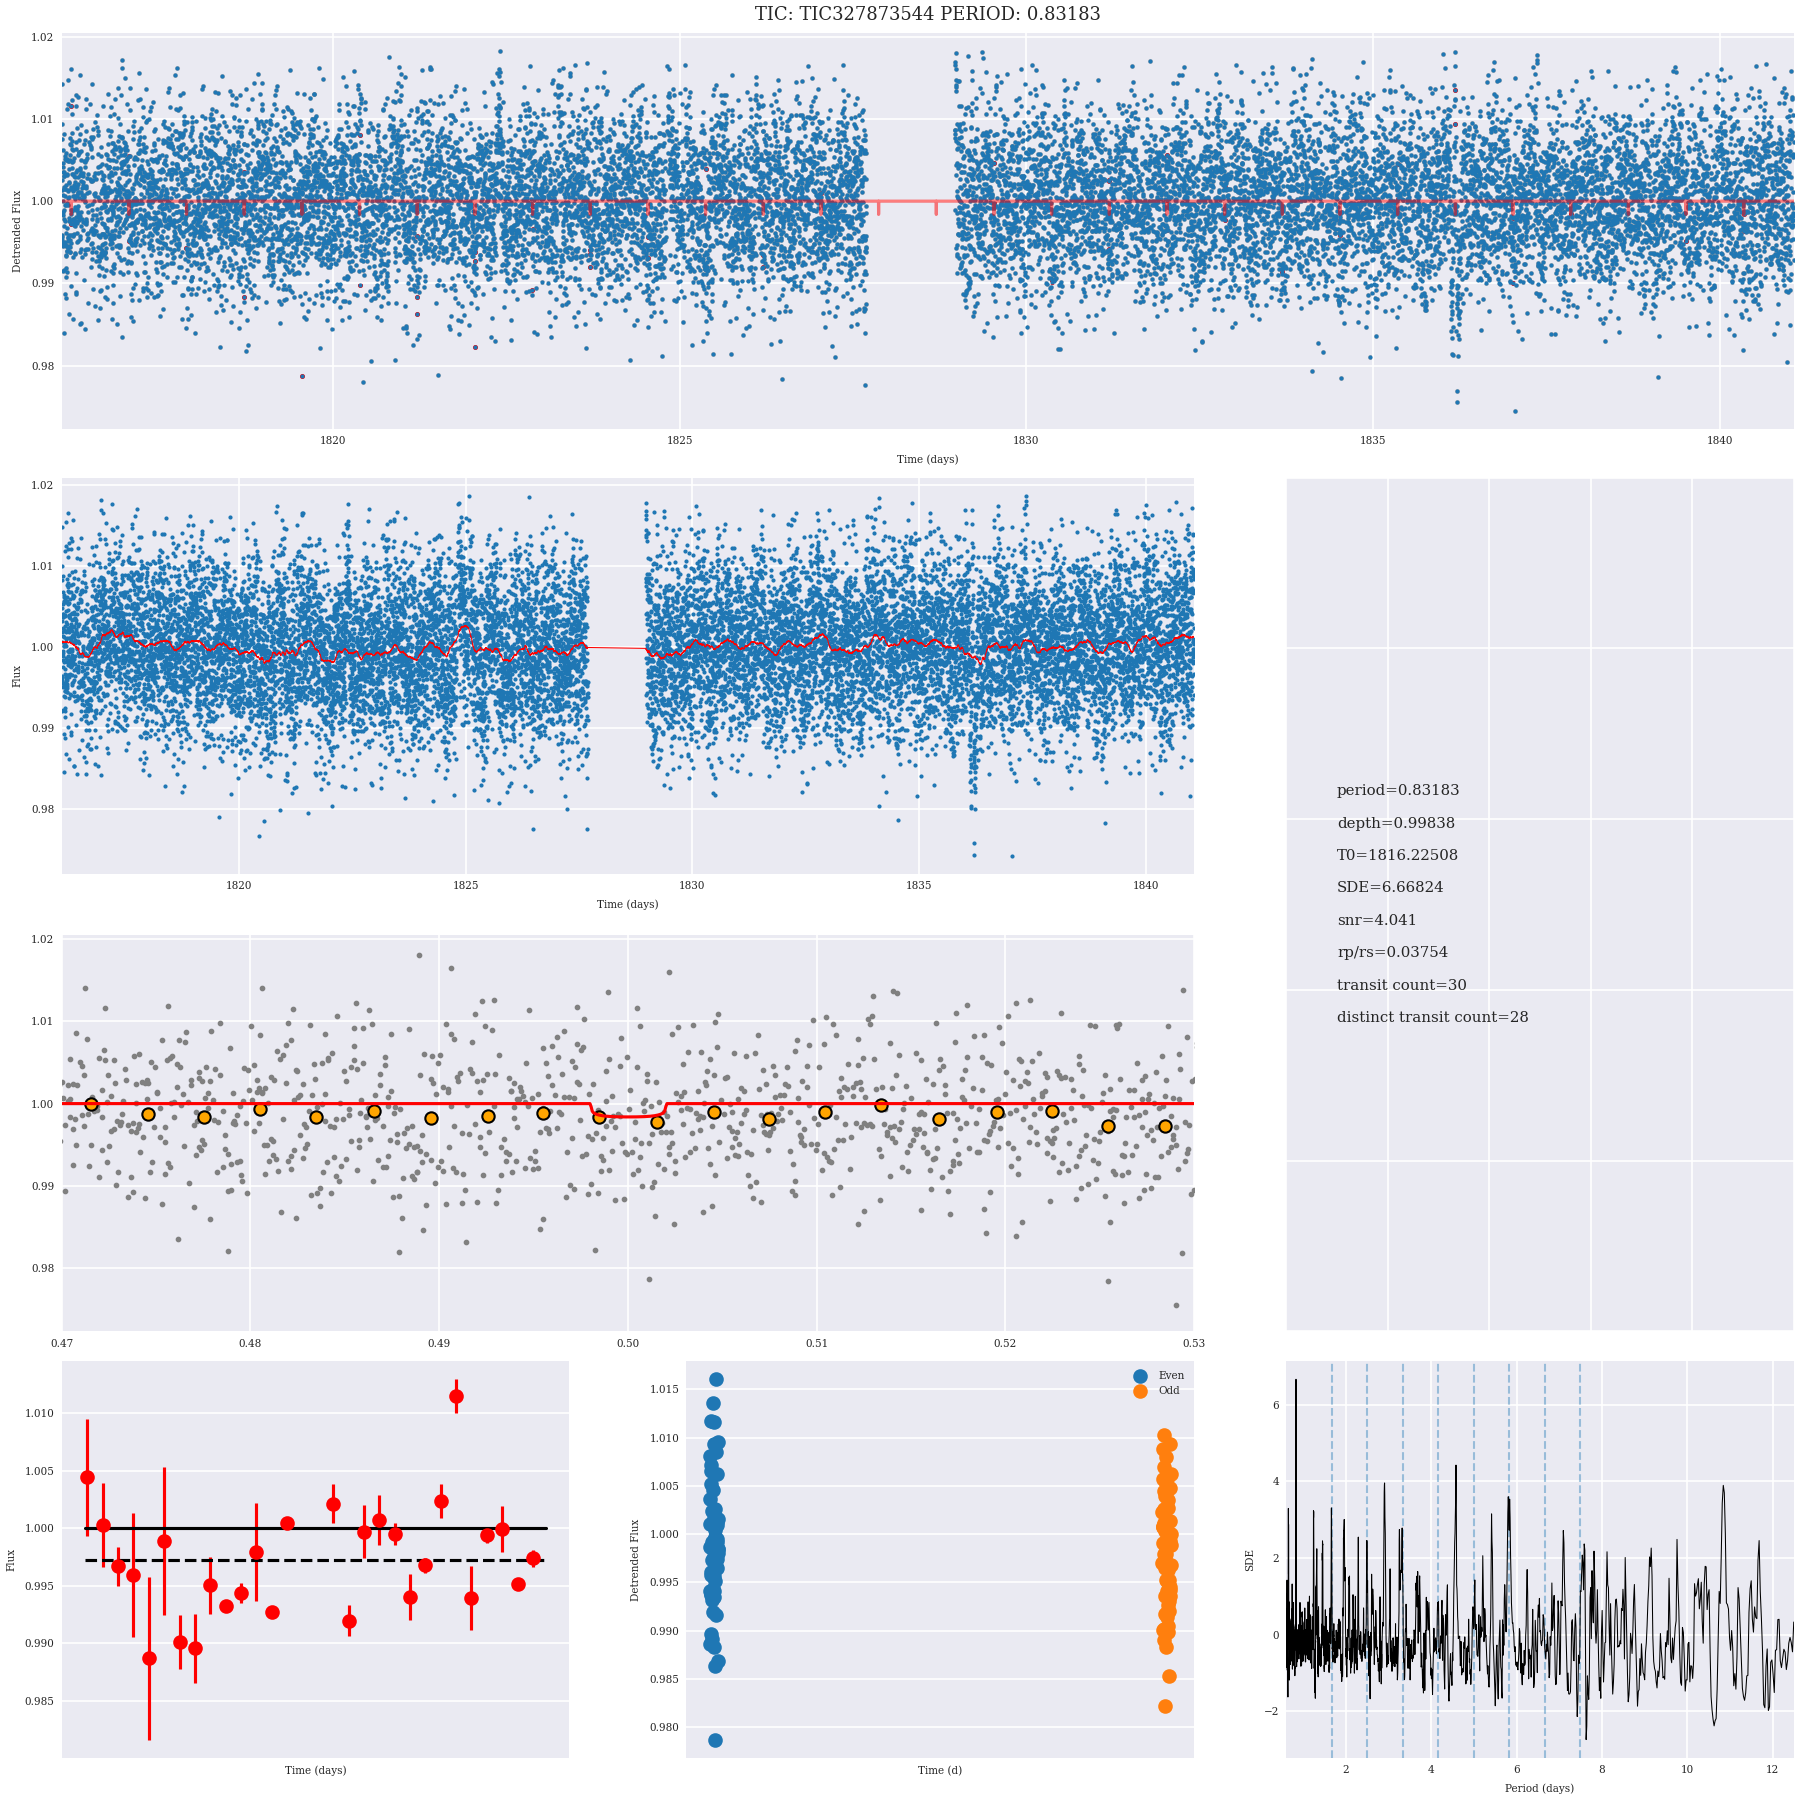 TIC: TIC327873544 PERIOD: 0.83183
1.02
1.01
1.00
0.99
0.98
Detrended Flux
1820
1825
1830
1835
1840
Time (days)
1.02
1.01
1.00
0.99
0.98
Flux
1820
1825
1830
1835
1840
Time (days)
period=0.83183
depth=0.99838
T0=1816.22508
SDE=6.66824
snr=4.041
rp/rs=0.03754
transit count=30
distinct transit count=28
1.02
1.01
1.00
0.99
0.98
0.47
0.48
0.49
0.50
0.51
0.52
0.53
1.010
1.005
1.000
0.995
0.990
0.985
Flux
Time (days)
1.015
1.010
1.005
1.000
0.995
0.990
0.985
0.980
Detrended Flux
Even
Odd
Time (d)
6
4
2
0
−2
SDE
2
4
6
8
10
12
Period (days)